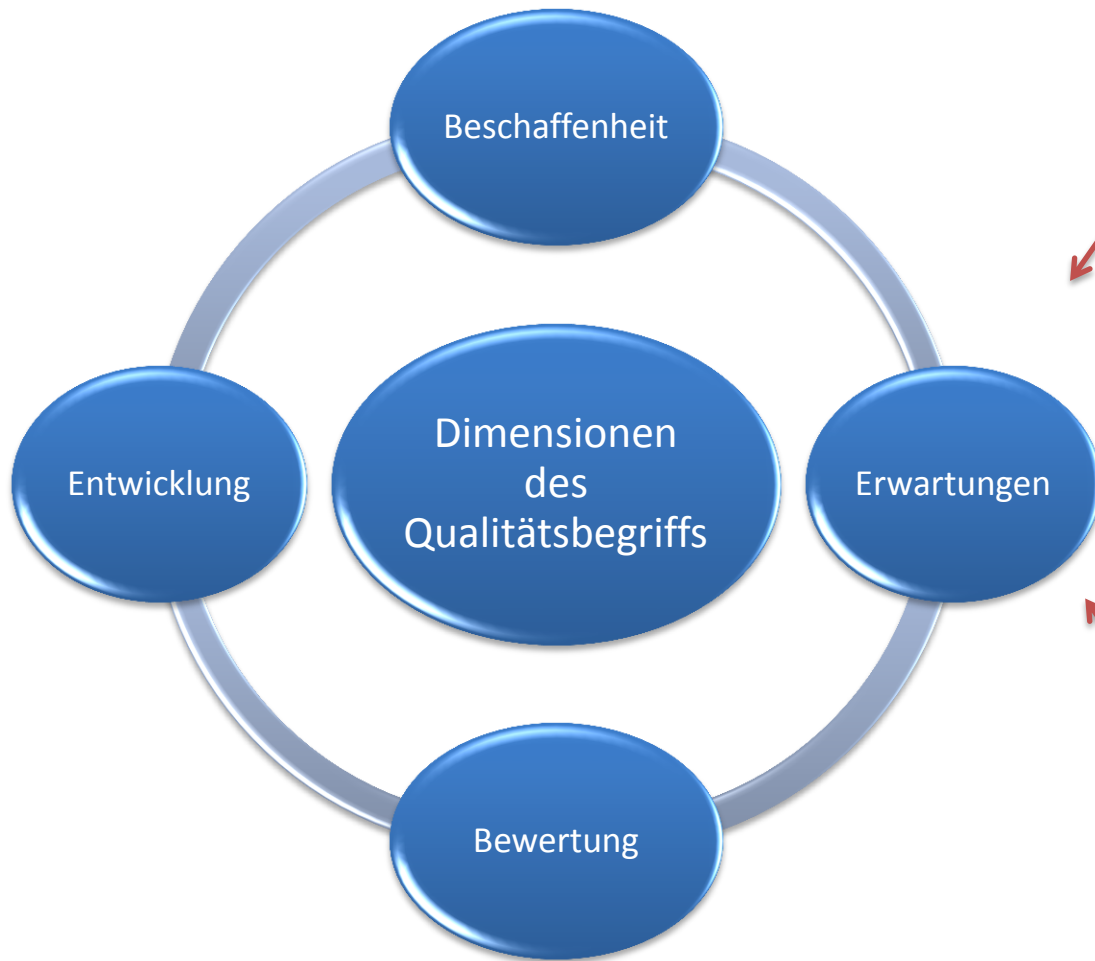 Beschaffenheit
Entwicklung
Dimensionen
des
Qualitätsbegriffs
Erwartungen
Bewertung